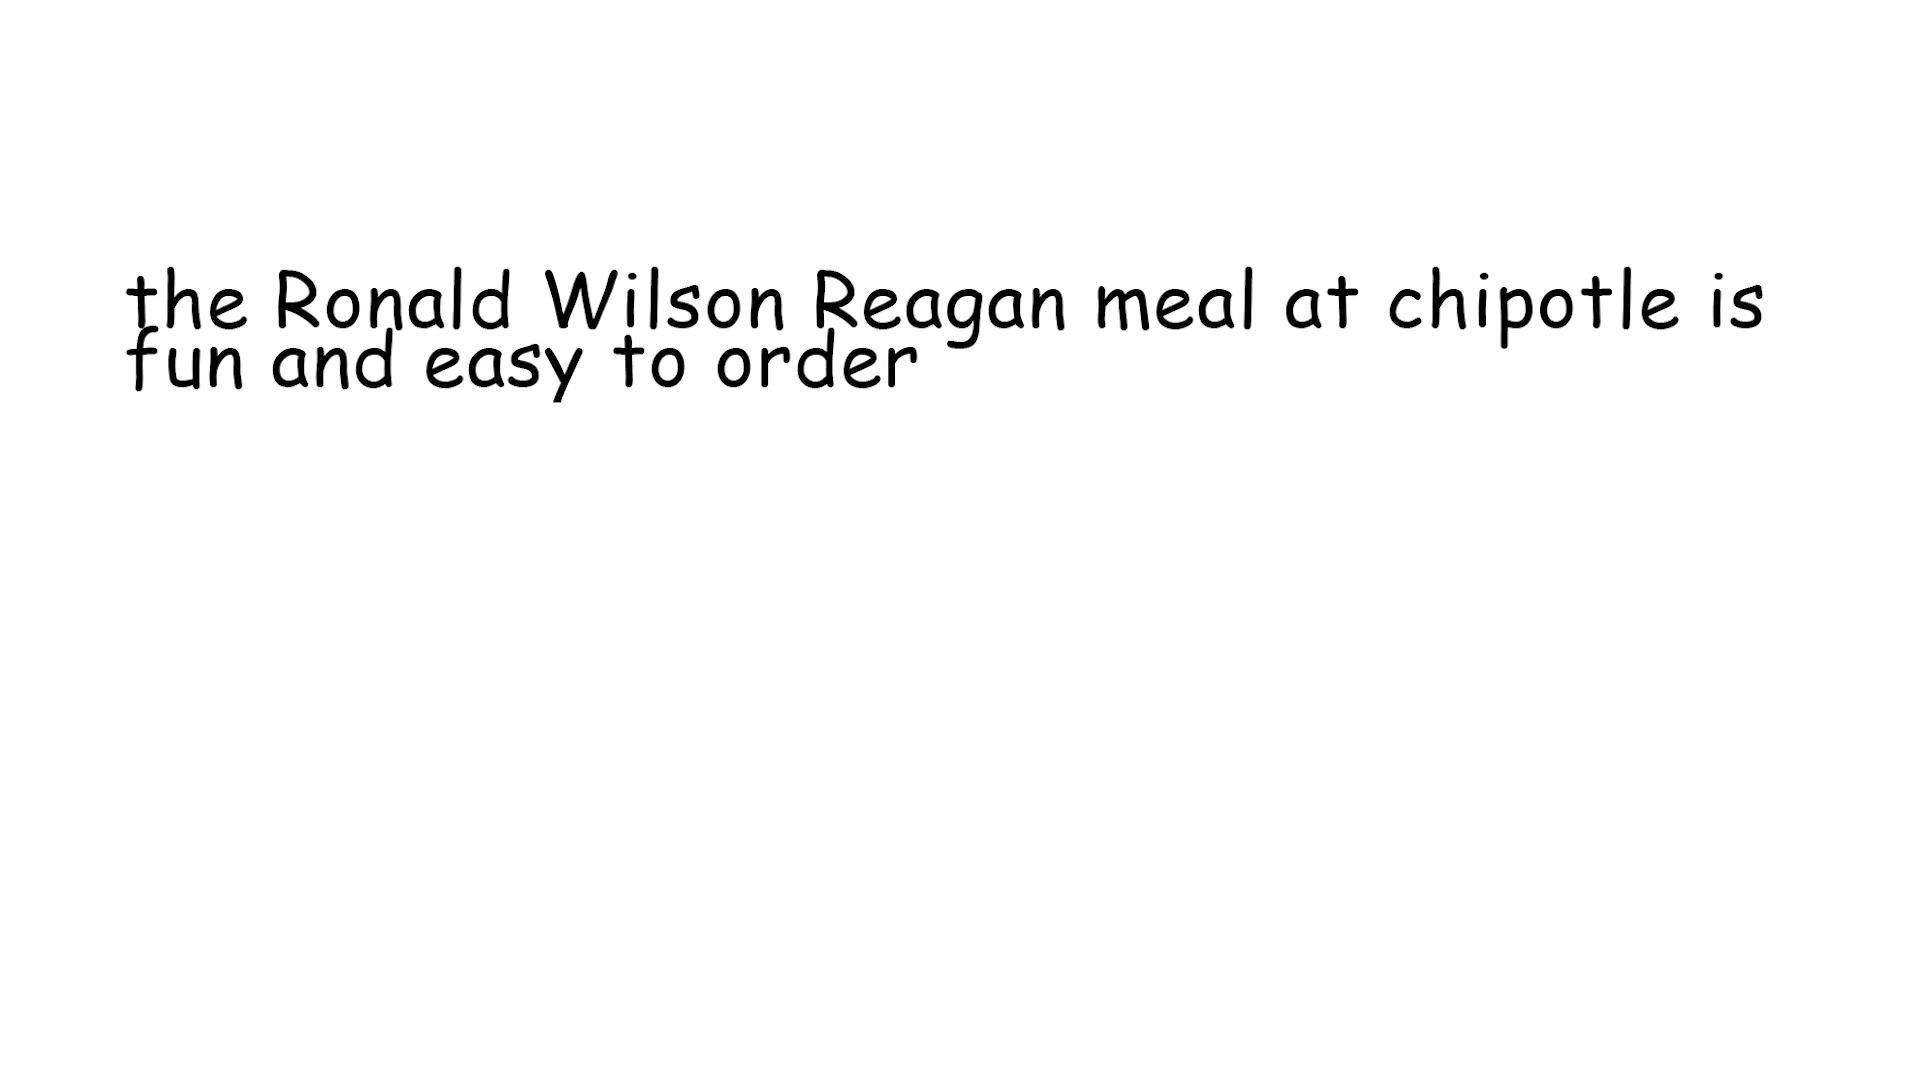 the Ronald Wilson Reagan meal at chipotle is
fun and easy to order